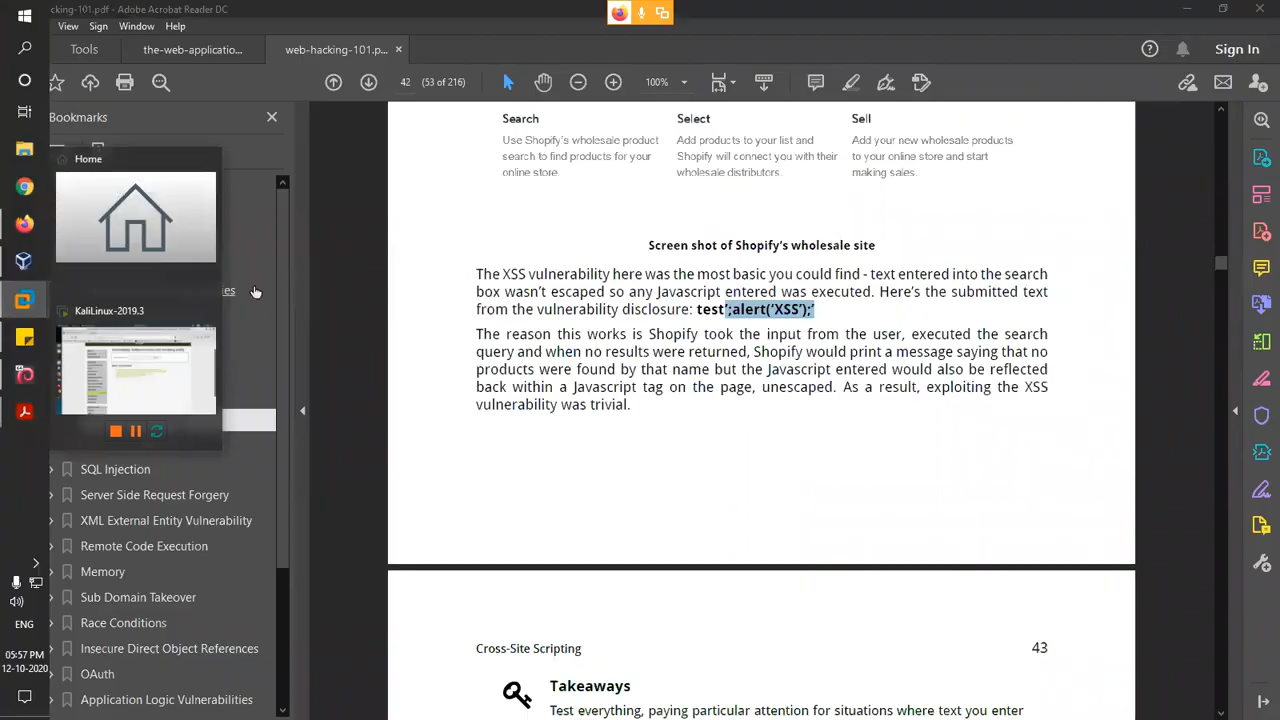 cking-101.pdf - Adobe Acrobat Reader DC
View Sign Window Help
Tools the-web-applicatio... web-hacking-101.p... ×
Sign In
42 (53 of 216) 100%
Bookmarks
Home
KaliLinux-2019.3
ies
SQL Injection
Server Side Request Forgery
XML External Entity Vulnerability
Remote Code Execution
Memory
Sub Domain Takeover
Race Conditions
Insecure Direct Object References
OAuth
Application Logic Vulnerabilities
ENG
05:57 PM
12-10-2020
Search Select Sell
Use Shopify's wholesale product Add products to your list and Add your new wholesale products
search to find products for your Shopify will connect you with their to your online store and start
online store. wholesale distributors. making sales.
Screen shot of Shopify's wholesale site
The XSS vulnerability here was the most basic you could find - text entered into the search
box wasn't escaped so any Javascript entered was executed. Here's the submitted text
from the vulnerability disclosure: test';alert('XSS');'
The reason this works is Shopify took the input from the user, executed the search
query and when no results were returned, Shopify would print a message saying that no
products were found by that name but the Javascript entered would also be reflected
back within a Javascript tag on the page, unescaped. As a result, exploiting the XSS
vulnerability was trivial.
Cross-Site Scripting 43
Takeaways
Test everything, paying particular attention for situations where text you enter